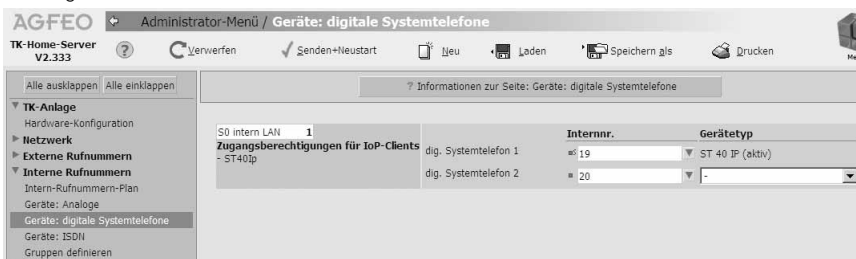 AGFEO Administrator-Menü / Geräte: digitale Systemtelefone
TK-Home-Server V2.333
? Verwerfen Senden+Neustart Neu Laden Speichern als Drucken
Alle ausklappen Alle einklappen
? Informationen zur Seite: Geräte: digitale Systemtelefone
TK-Anlage
Hardware-Konfiguration
Netzwerk
Externe Rufnummern
Interne Rufnummern
Intern-Rufnummern-Plan
Geräte: Analoge
Geräte: digitale Systemtelefone
Geräte: ISDN
Gruppen definieren
S0 intern LAN 1
Zugangsberechtigungen für IoP-Clients
- ST40Ip
Internnr. Gerätetyp
dig. Systemtelefon 1 19 ST 40 IP (aktiv)
dig. Systemtelefon 2 20 -